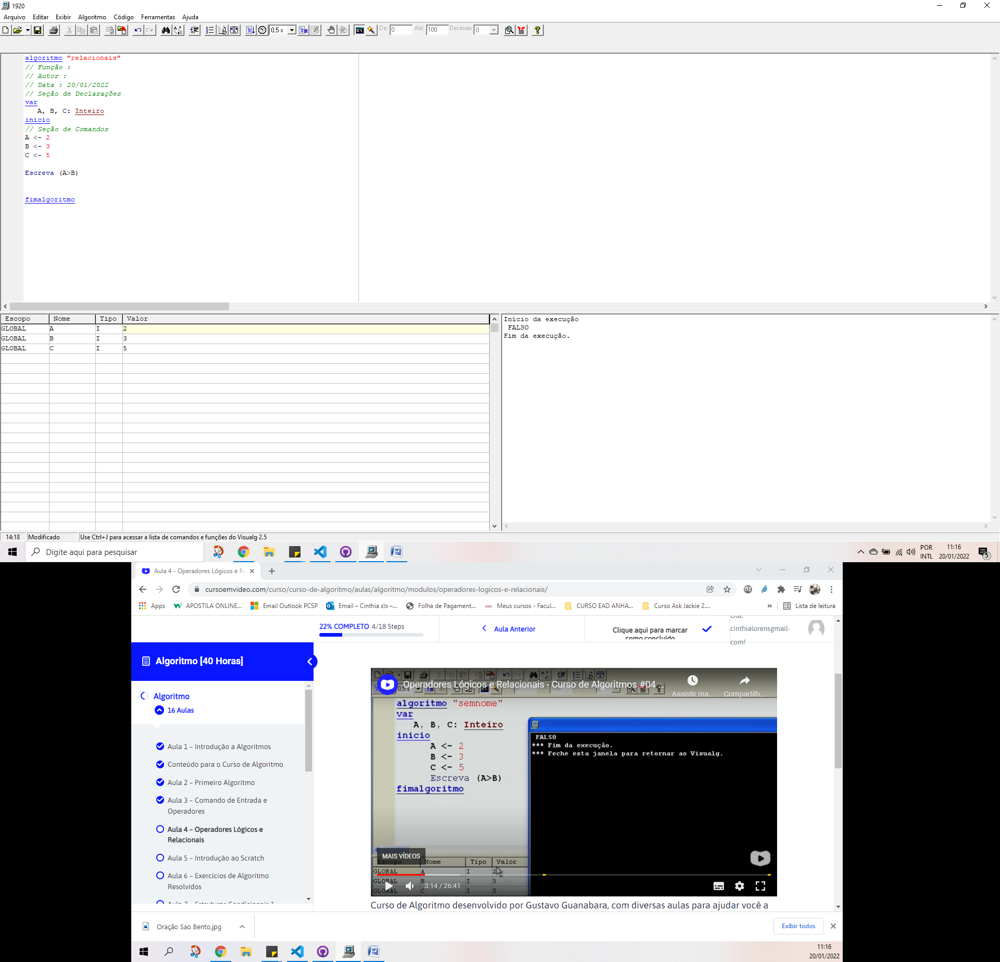 1920
Arquivo Editar Exibir Algoritmo Código Ferramentas Ajuda
0,5 s De: 0 Até: 100 Decimais: 0
algoritmo "relacionais"
// Função :
// Autor :
// Data : 20/01/2022
// Seção de Declarações
var
A, B, C: Inteiro
inicio
// Seção de Comandos
A <- 2
B <- 3
C <- 5
Escreva (A>B)
fimalgoritmo
Escopo Nome Tipo Valor
GLOBAL A I 2
GLOBAL B I 3
GLOBAL C I 5
Início da execução
FALSO
Fim da execução.
14:18 Modificado Use Ctrl+J para acessar a lista de comandos e funções do Visualg 2.5
Digite aqui para pesquisar
POR
INTL
11:16
20/01/2022
5
Aula 4 - Operadores Lógicos e Re
cursoemvideo.com/curso/curso-de-algoritmo/aulas/algoritmo/modulos/operadores-logicos-e-relacionais/
Apps APOSTILA ONLINE... Email Outlook PCSP Email – Cinthia εïз –... Folha de Pagament... Meus cursos - Facul... CURSO EAD ANHA... Curso Ask Jackie 2.... » Lista de leitura
22% COMPLETO 4/18 Steps
Aula Anterior
Clique aqui para marcar
como concluído
Olá,
cinthialorensgmail-
com!
Algoritmo [40 Horas]
Algoritmo
16 Aulas
Aula 1 – Introdução a Algoritmos
Conteúdo para o Curso de Algoritmo
Aula 2 – Primeiro Algoritmo
Aula 3 – Comando de Entrada e
Operadores
Aula 4 – Operadores Lógicos e
Relacionais
Aula 5 – Introdução ao Scratch
Aula 6 – Exercícios de Algoritmo
Resolvidos
Aula 7 – Estruturas Condicionais 1
Operadores Lógicos e Relacionais - Curso de Algoritmos #04 ...
Assistir ma... Compartilh...
algoritmo "semnome"
var
A, B, C: Inteiro
inicio
A <- 2
B <- 3
C <- 5
Escreva (A>B)
fimalgoritmo
FALSO
*** Fim da execução.
*** Feche esta janela para retornar ao Visualg.
MAIS VÍDEOS
Escopo Nome Tipo Valor
GLOBAL A I 2
GLOBAL B I 3
GLOBAL C I 5
3:14 / 26:41
Curso de Algoritmo desenvolvido por Gustavo Guanabara, com diversas aulas para ajudar você a
Oração Sao Bento.jpg
Exibir todos
11:16
20/01/2022